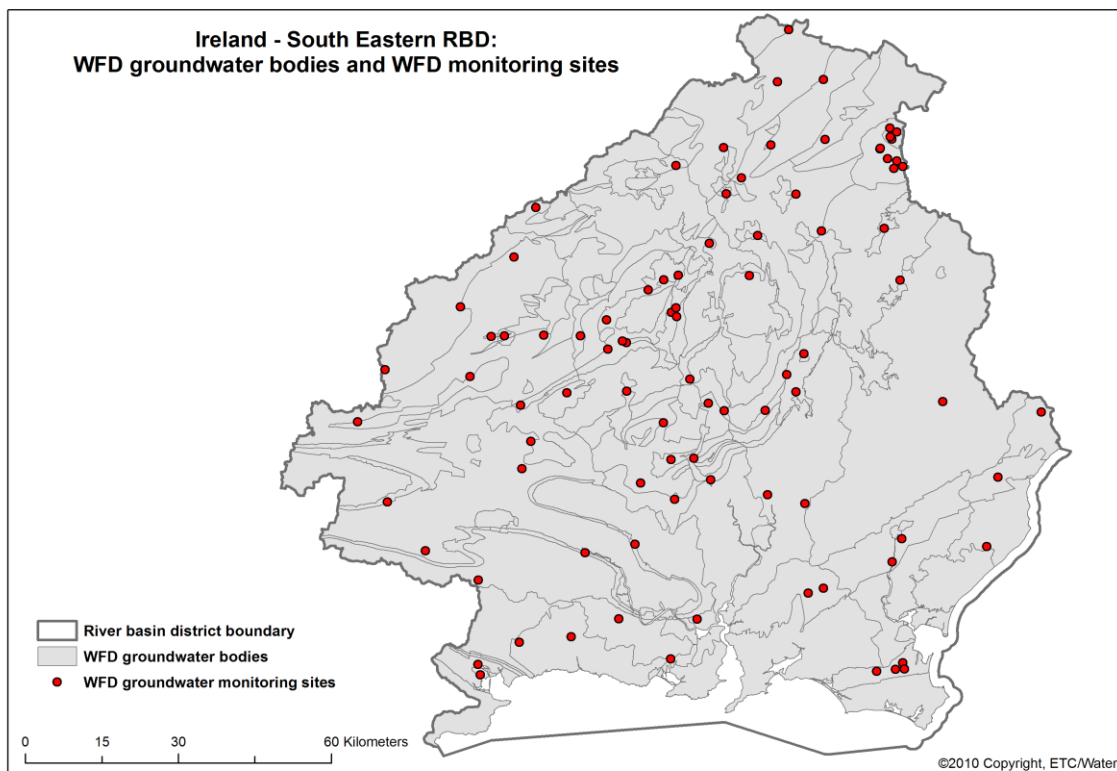 Ireland - South Eastern RBD:
WFD groundwater bodies and WFD monitoring sites
River basin district boundary
WFD groundwater bodies
WFD groundwater monitoring sites
0 15 30 60 Kilometers
©2010 Copyright, ETC/Water